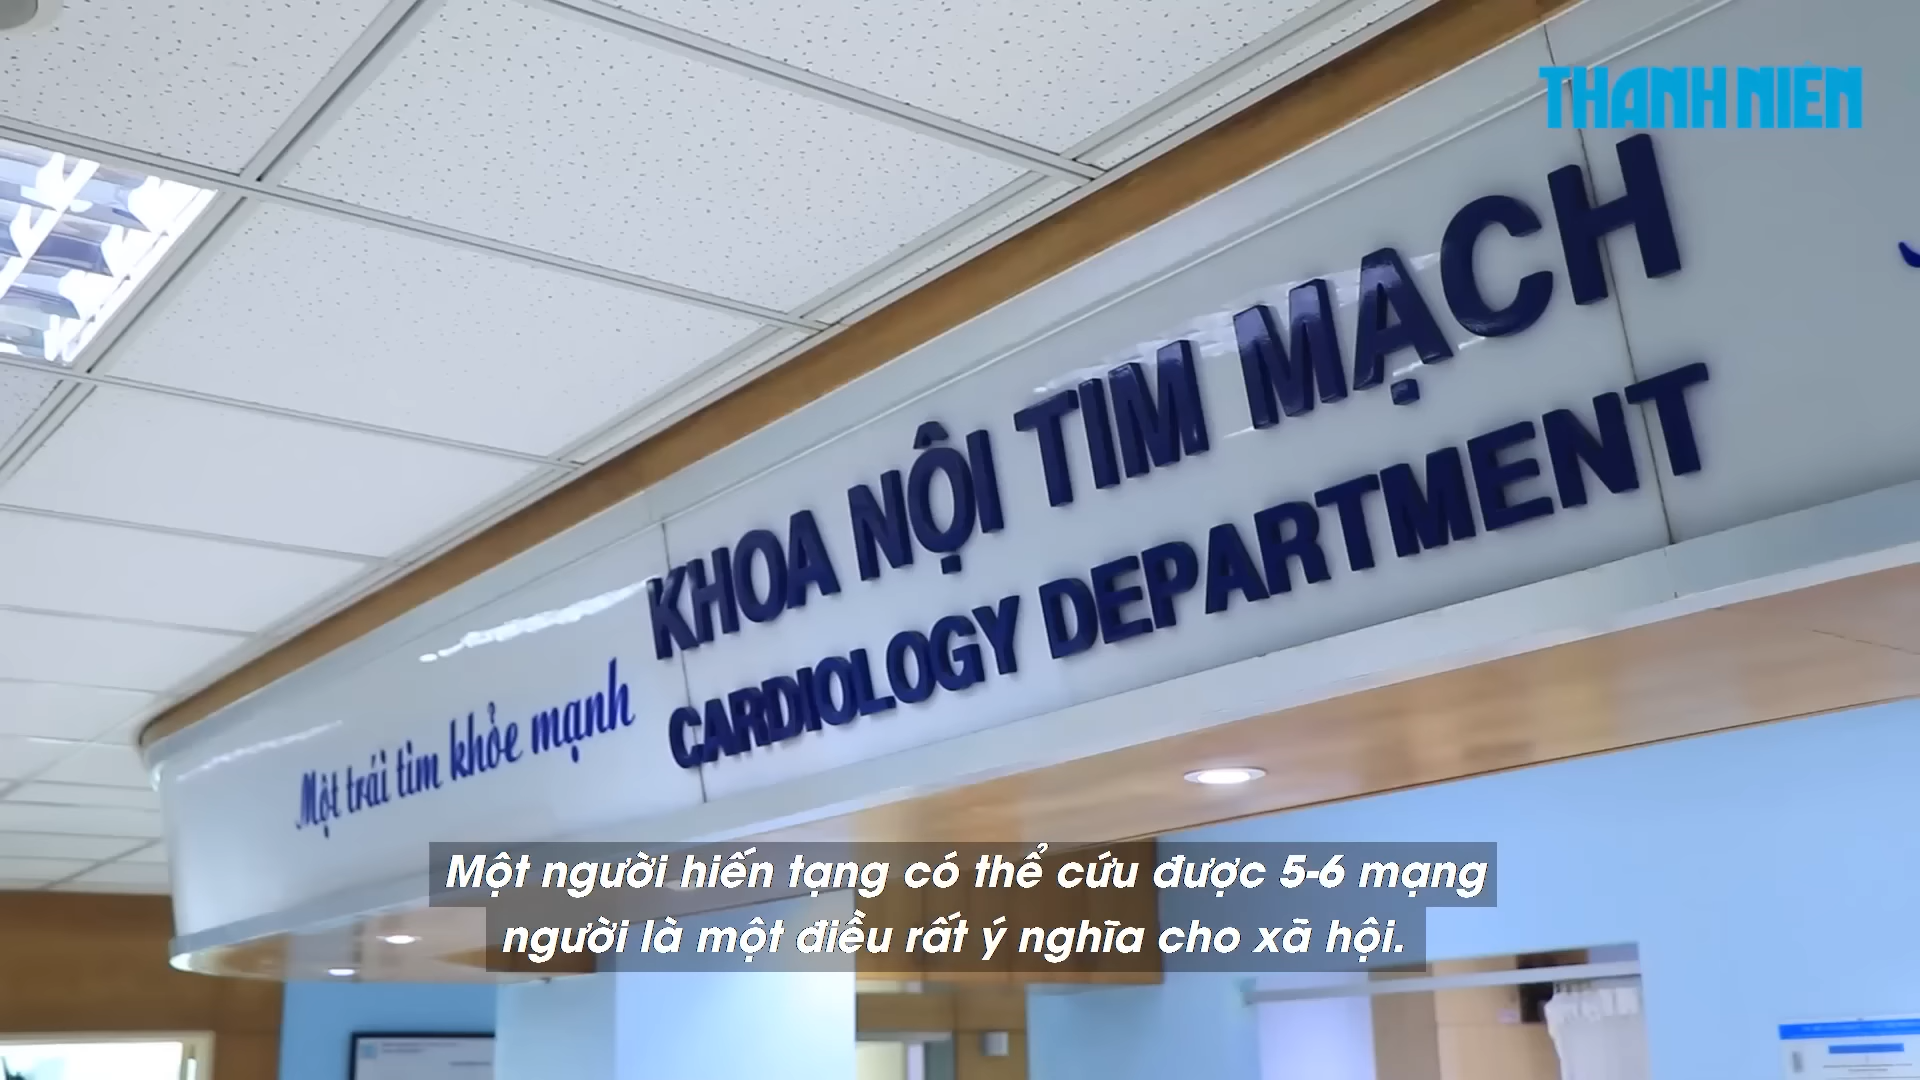 THANH NIÊN
KHOA NỘI TIM MẠCH
CARDIOLOGY DEPARTMENT
Một trái tim khỏe mạnh
Một người hiến tạng có thể cứu được 5-6 mạng
người là một điều rất ý nghĩa cho xã hội.